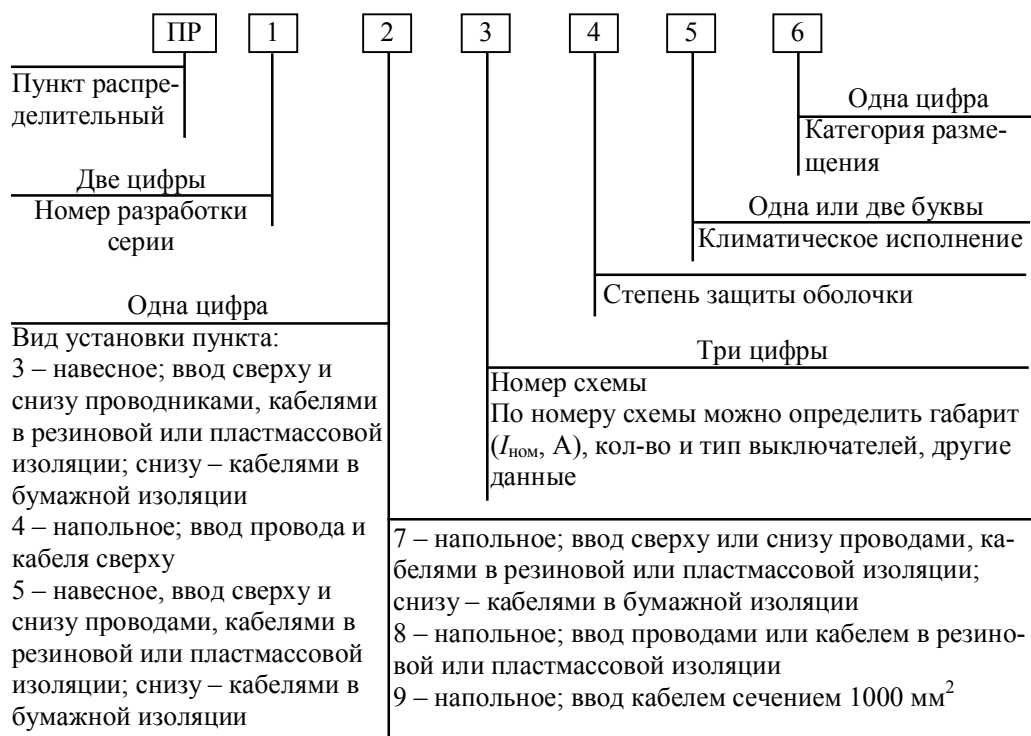 ПР 1 2 3 4 5 6
Пункт распре-
делительный
Одна цифра
Категория разме-
щения
Две цифры
Номер разработки
серии
Одна или две буквы
Климатическое исполнение
Степень защиты оболочки
Одна цифра
Вид установки пункта:
3 – навесное; ввод сверху и
снизу проводниками, кабелями
в резиновой или пластмассовой
изоляции; снизу – кабелями в
бумажной изоляции
4 – напольное; ввод провода и
кабеля сверху
5 – навесное, ввод сверху и
снизу проводами, кабелями в
резиновой или пластмассовой
изоляции; снизу – кабелями в
бумажной изоляции
Три цифры
Номер схемы
По номеру схемы можно определить габарит
(Iном, А), кол-во и тип выключателей, другие
данные
7 – напольное; ввод сверху или снизу проводами, ка-
белями в резиновой или пластмассовой изоляции;
снизу – кабелями в бумажной изоляции
8 – напольное; ввод проводами или кабелем в резино-
вой или пластмассовой изоляции
9 – напольное; ввод кабелем сечением 1000 мм²